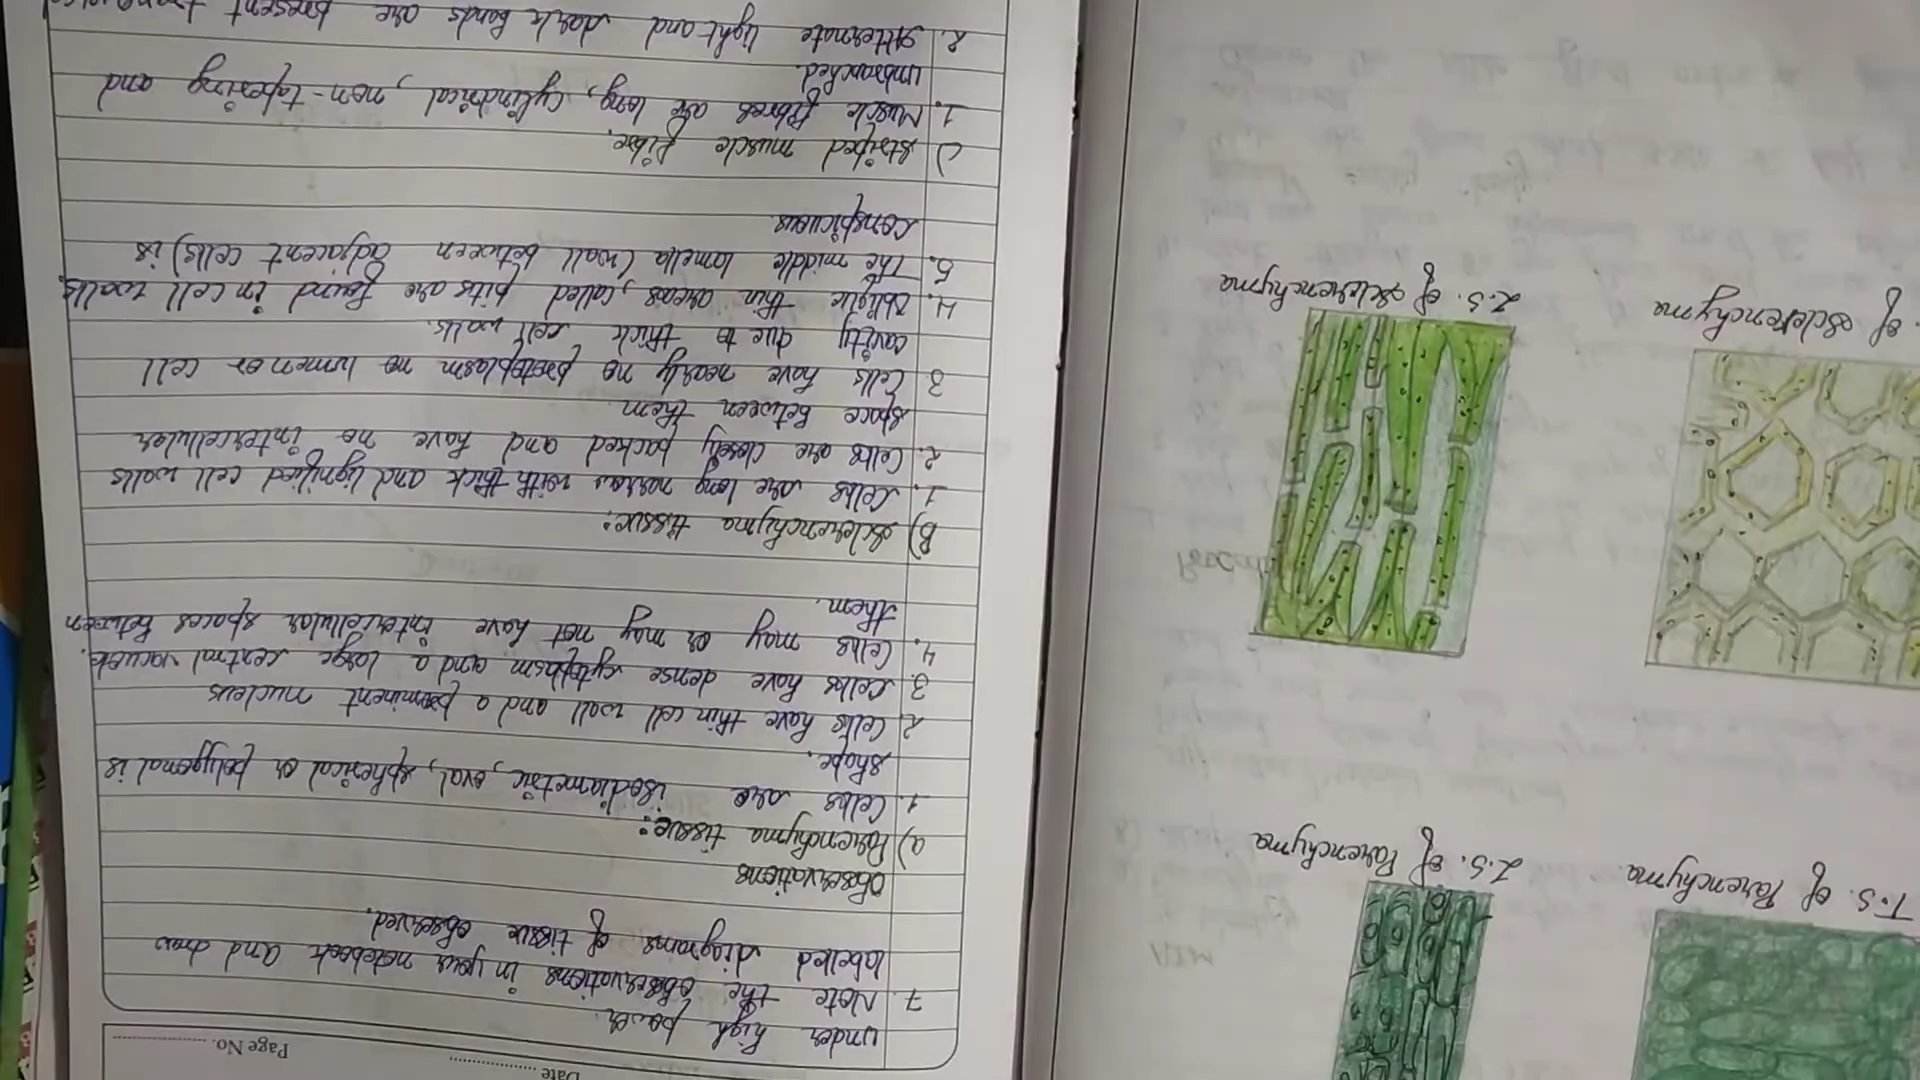 Date
Page No.
under high power.
7. Note the observations in your notebook and draw
labelled diagrams of tissue observed.
Observations
a) Parenchyma tissue:
1. Cells are isodiametric, oval, spherical or polygonal is
shape.
2. Cells have thin cell wall and a prominent nucleus
3. Cells have dense cytoplasm and a large central vacuole.
4. Cells may or may not have intercellular spaces between
them.
B) Sclerenchyma tissue:
1. Cells are long narrow with thick and lignified cell walls
2. Cells are closely packed and have no intercellular
space between them.
3 Cells have nearly no protoplasm no lumen or cell
cavity due to thick cell walls.
4. Oblique thin areas, called pits are found in cell walls.
5. The middle lamella (wall between adjacent cells) is
conspicuous
c) Striped muscle fibre.
1. Muscle fibres are long, cylindrical, non-tapering and
unbranched.
2. Alternate light and dark bands are present
T.S. of Parenchyma.
L.S. of Parenchyma
of Sclerenchyma
L.S. of Sclerenchyma